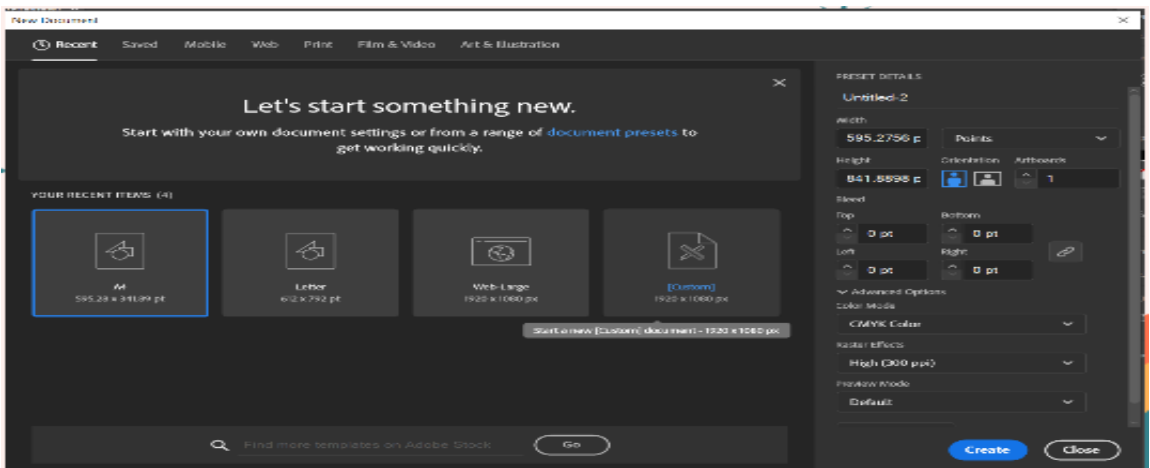 New Document
Recent Saved Mobile Web Print Film & Video Art & Illustration
Let's start something new.
Start with your own document settings or from a range of document presets to
get working quickly.
YOUR RECENT ITEMS (4)
A4
595.28 x 841.89 pt
Letter
612 x 792 pt
Web-Large
1920 x 1080 px
[Custom]
1920 x 1080 px
Start a new [Custom] document - 1920 x 1080 px
Find more templates on Adobe Stock
Go
PRESET DETAILS
Untitled-2
Width
595.2756 p Points
Height Orientation Artboards
841.8898 p 1
Bleed
Top Bottom
0 pt 0 pt
Left Right
0 pt 0 pt
Advanced Options
Color Mode
CMYK Color
Raster Effects
High (300 ppi)
Preview Mode
Default
Create Close